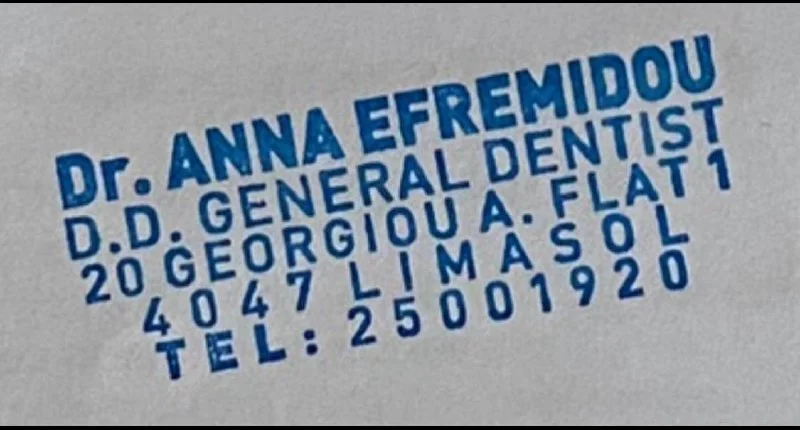 Dr. ANNA EFREMIDOU
D.D. GENERAL DENTIST
20 GEORGIOU A. FLAT 1
4047 LIMASOL
TEL: 25001920